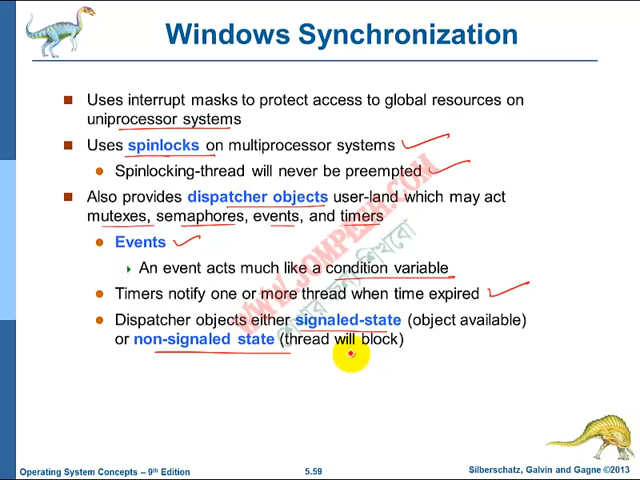 Windows Synchronization
Uses interrupt masks to protect access to global resources on
uniprocessor systems
Uses spinlocks on multiprocessor systems
Spinlocking-thread will never be preempted
Also provides dispatcher objects user-land which may act
mutexes, semaphores, events, and timers
Events
An event acts much like a condition variable
Timers notify one or more thread when time expired
Dispatcher objects either signaled-state (object available)
or non-signaled state (thread will block)
WWW.JOMPESH.COM
Operating System Concepts – 9th Edition
5.59
Silberschatz, Galvin and Gagne ©2013